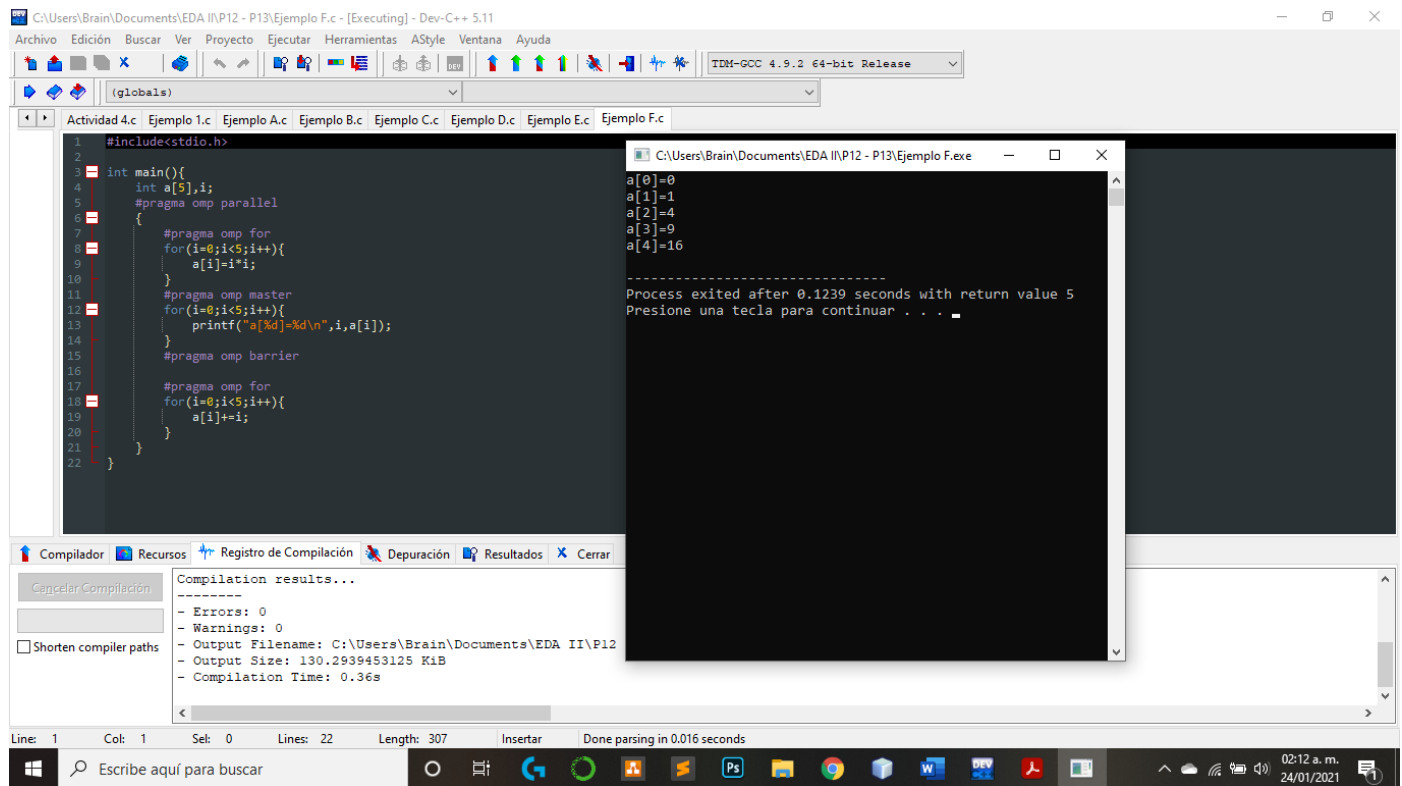 C:\Users\Brain\Documents\EDA II\P12 - P13\Ejemplo F.c - [Executing] - Dev-C++ 5.11
Archivo Edición Buscar Ver Proyecto Ejecutar Herramientas AStyle Ventana Ayuda
TDM-GCC 4.9.2 64-bit Release
(globals)
Actividad 4.c Ejemplo 1.c Ejemplo A.c Ejemplo B.c Ejemplo C.c Ejemplo D.c Ejemplo E.c Ejemplo F.c
1 #include<stdio.h>
2
3 int main(){
4 int a[5],i;
5 #pragma omp parallel
6 {
7 #pragma omp for
8 for(i=0;i<5;i++){
9 a[i]=i*i;
10 }
11 #pragma omp master
12 for(i=0;i<5;i++){
13 printf("a[%d]=%d\n",i,a[i]);
14 }
15 #pragma omp barrier
16
17 #pragma omp for
18 for(i=0;i<5;i++){
19 a[i]+=i;
20 }
21 }
22 }
C:\Users\Brain\Documents\EDA II\P12 - P13\Ejemplo F.exe
a[0]=0
a[1]=1
a[2]=4
a[3]=9
a[4]=16
--------------------------------
Process exited after 0.1239 seconds with return value 5
Presione una tecla para continuar . . .
Compilador Recursos Registro de Compilación Depuración Resultados Cerrar
Cancelar Compilación
Shorten compiler paths
Compilation results...
--------
- Errors: 0
- Warnings: 0
- Output Filename: C:\Users\Brain\Documents\EDA II\P12
- Output Size: 130.2939453125 KiB
- Compilation Time: 0.36s
Line: 1 Col: 1 Sel: 0 Lines: 22 Length: 307 Insertar Done parsing in 0.016 seconds
Escribe aquí para buscar
Ps
DEV
02:12 a. m.
24/01/2021